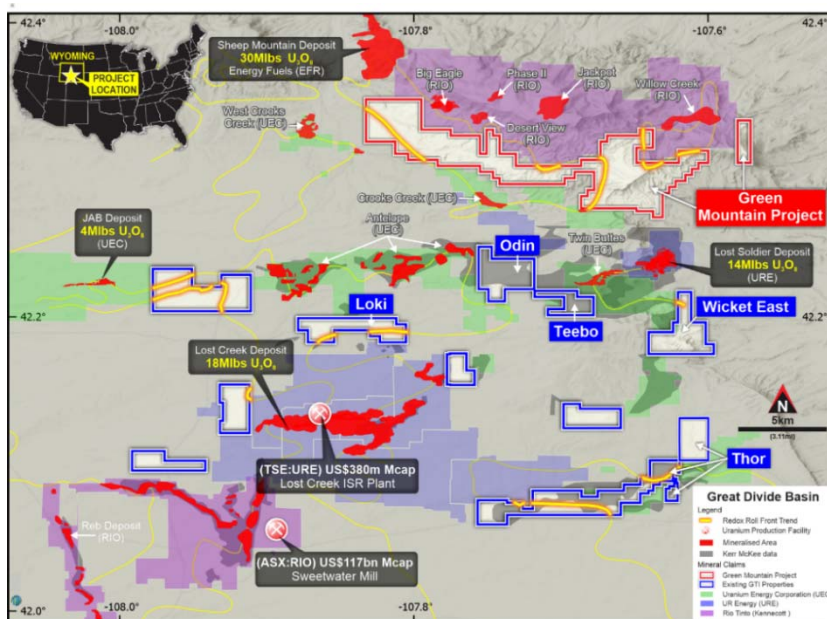 42.4°
-108.0°
-107.8°
-107.6°
42.4°
WYOMING
PROJECT
LOCATION
Sheep Mountain Deposit
30Mlbs U₃O₈
Energy Fuels (EFR)
Big Eagle
(RIO)
Phase II
(RIO)
Jackpot
(RIO)
Willow Creek
(RIO)
Desert View
(RIO)
West Crooks
Creek (UEC)
Green
Mountain Project
Crooks Creek (UEC)
JAB Deposit
4Mlbs U₃O₈
(UEC)
Antelope
(UEC)
Odin
Twin Buttes
(UEC)
Lost Soldier Deposit
14Mlbs U₃O₈
(URE)
42.2°
Loki
Teebo
Wicket East
42.2°
Lost Creek Deposit
18Mlbs U₃O₈
N
5km
(3.11mi)
(TSE:URE) US$380m Mcap
Lost Creek ISR Plant
Thor
Reb Deposit
(RIO)
(ASX:RIO) US$117bn Mcap
Sweetwater Mill
Great Divide Basin
Legend
Redox Roll Front Trend
Uranium Production Facility
Mineralised Area
Kerr McKee data
Mineral Claims
Green Mountain Project
Existing GTI Properties
Uranium Energy Corporation (UEC)
UR Energy (URE)
Rio Tinto (Kennecott )
42.0°
-108.0°
-107.8°